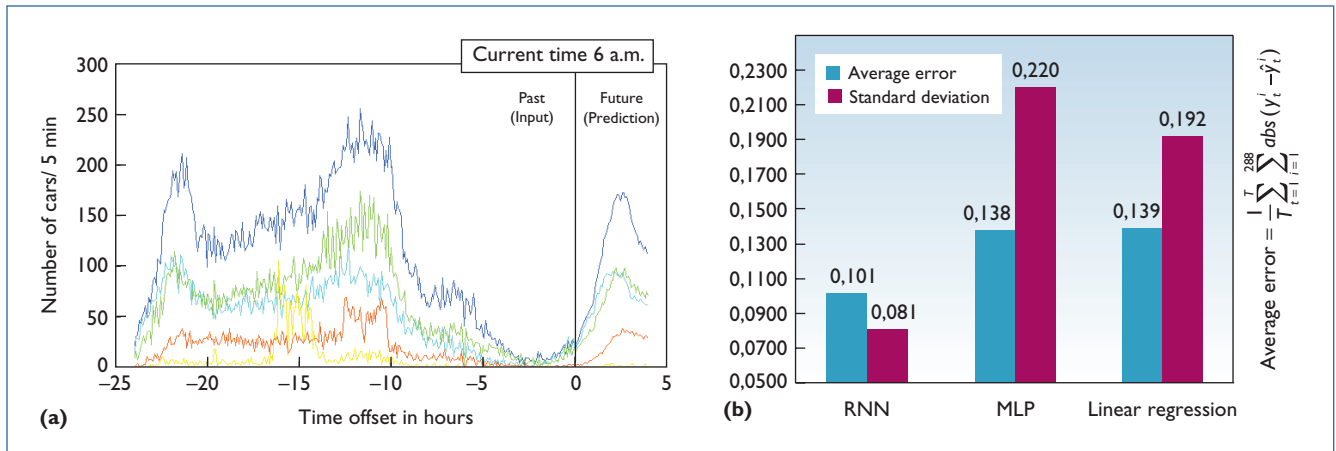 Current time 6 a.m.
Past
(Input)
Future
(Prediction)
Number of cars/ 5 min
300
250
200
150
100
50
0
−25
−20
−15
−10
−5
0
5
Time offset in hours
(a)
0,2300
0,2100
0,1900
0,1700
0,1500
0,1300
0,1100
0,0900
0,0700
0,0500
Average error
Standard deviation
0,101
0,081
0,138
0,220
0,139
0,192
RNN
MLP
Linear regression
(b)
Average error = 1/T ∑ t=1 T ∑ i=1 288 abs (y t i − ŷ t i)